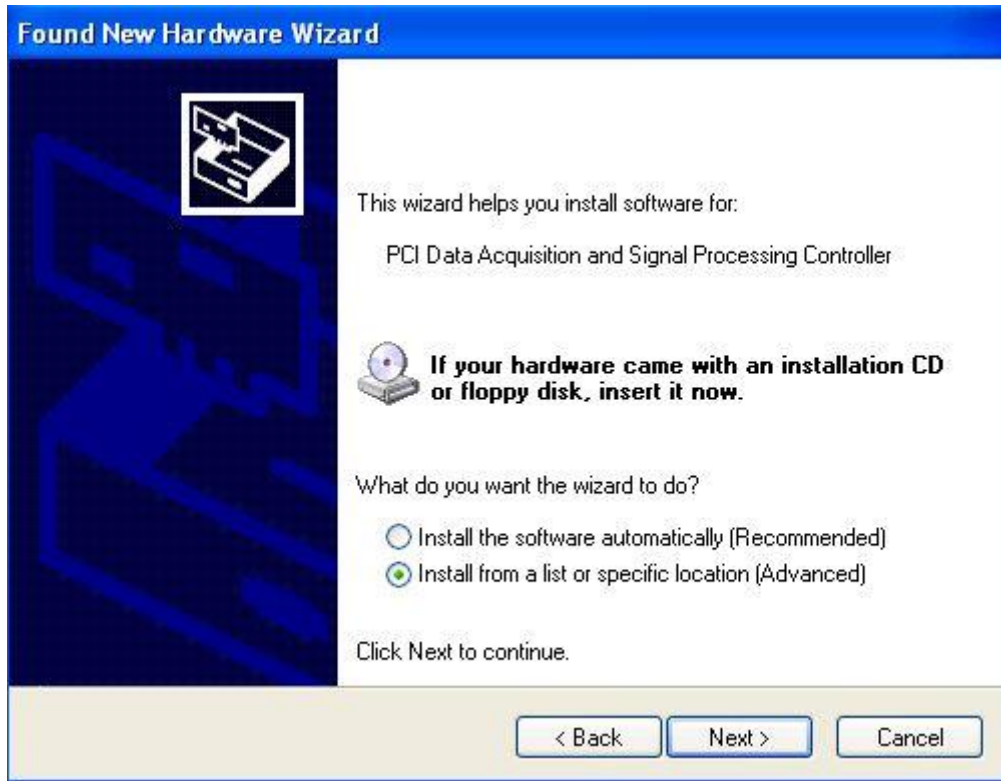 Found New Hardware Wizard
This wizard helps you install software for:
PCI Data Acquisition and Signal Processing Controller
If your hardware came with an installation CD
or floppy disk, insert it now.
What do you want the wizard to do?
Install the software automatically (Recommended)
Install from a list or specific location (Advanced)
Click Next to continue.
< Back
Next >
Cancel